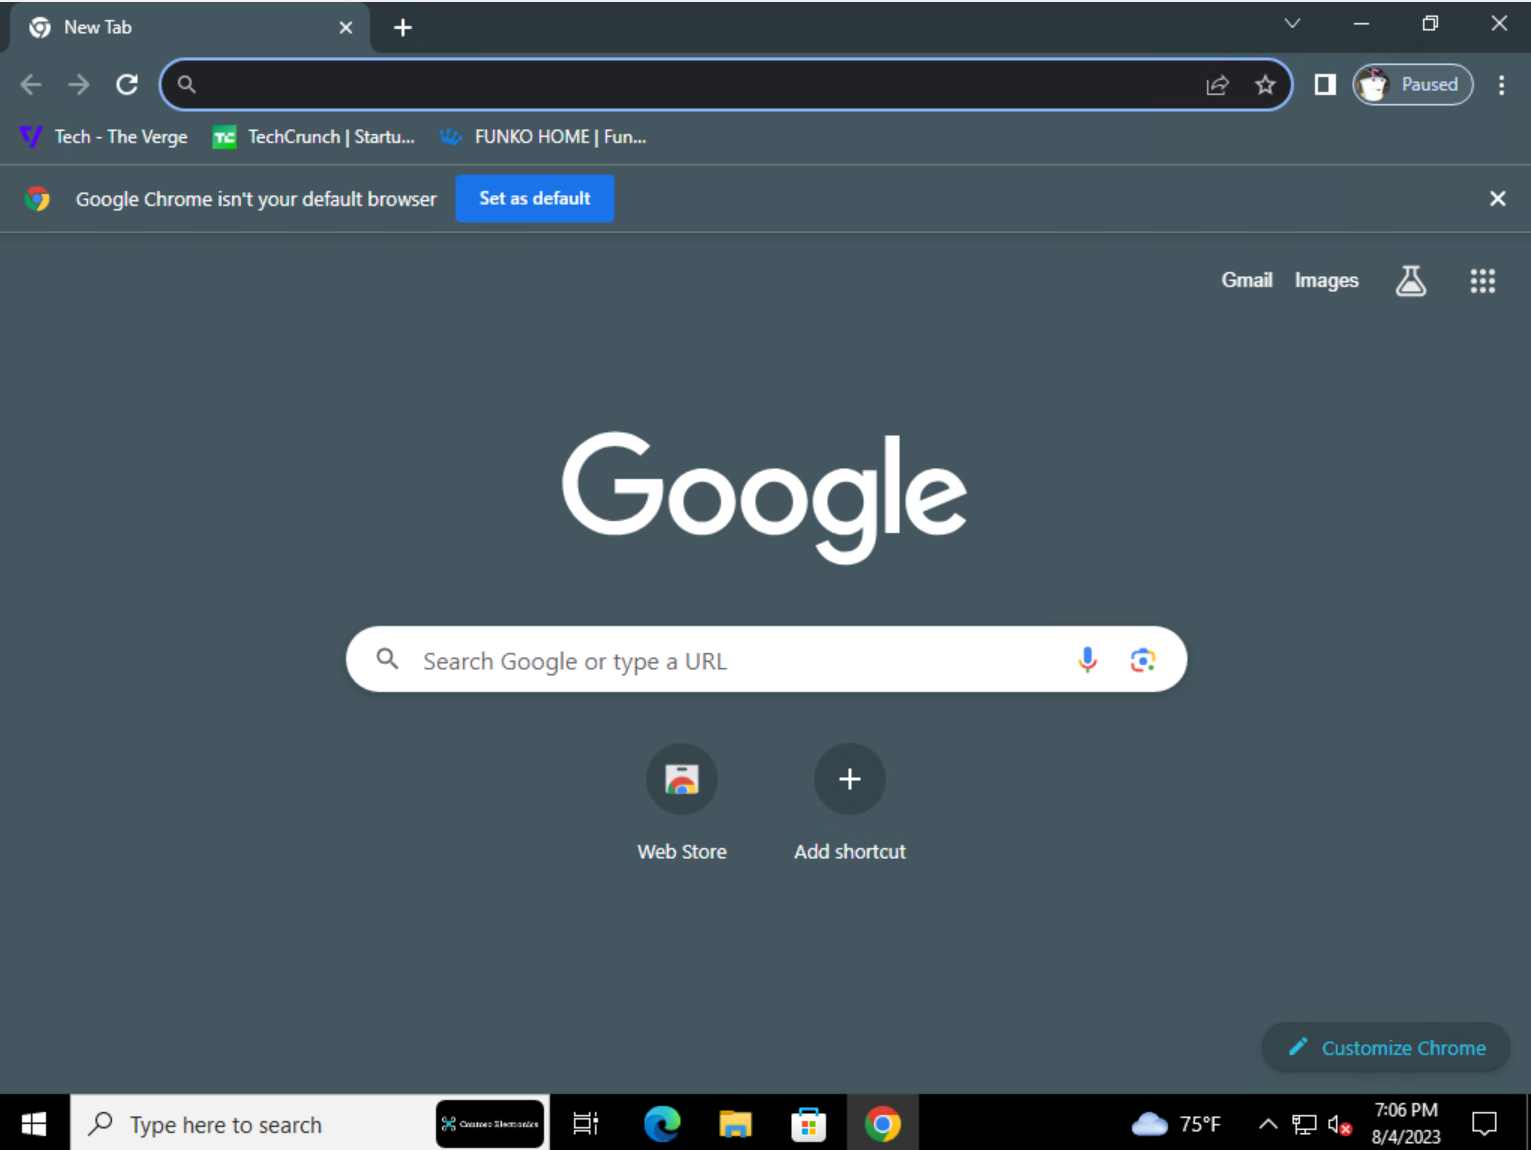 New Tab
Paused
Tech - The Verge TechCrunch | Startu... FUNKO HOME | Fun...
Google Chrome isn't your default browser Set as default
Gmail Images
Google
Search Google or type a URL
Web Store Add shortcut
Customize Chrome
Type here to search Contoso Electronics 75°F 7:06 PM
8/4/2023